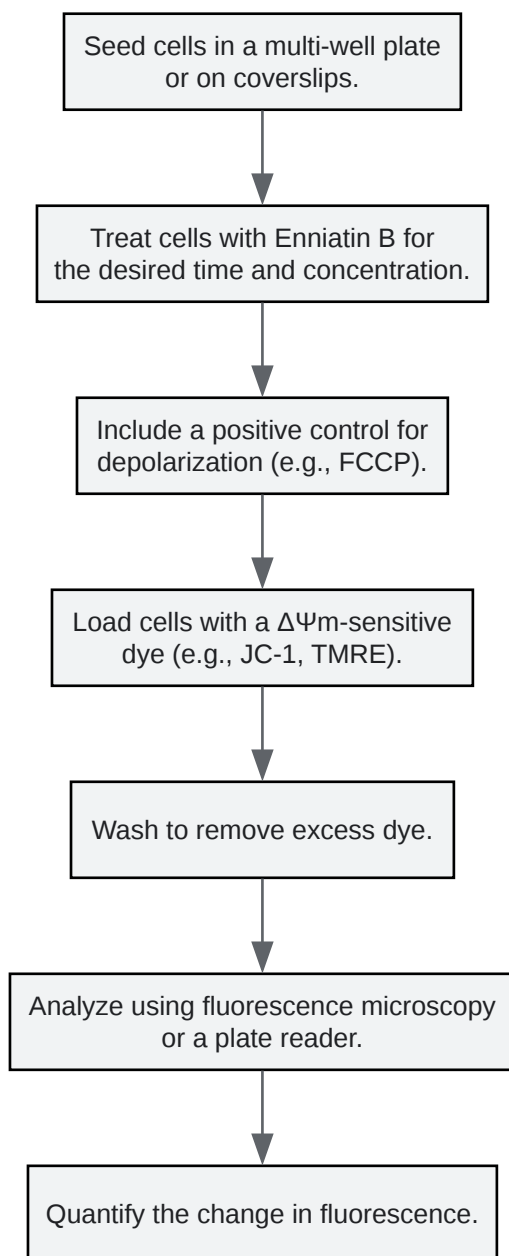 Seed cells in a multi-well plate
or on coverslips.
Treat cells with Enniatin B for
the desired time and concentration.
Include a positive control for
depolarization (e.g., FCCP).
Load cells with a ΔΨm-sensitive
dye (e.g., JC-1, TMRE).
Wash to remove excess dye.
Analyze using fluorescence microscopy
or a plate reader.
Quantify the change in fluorescence.